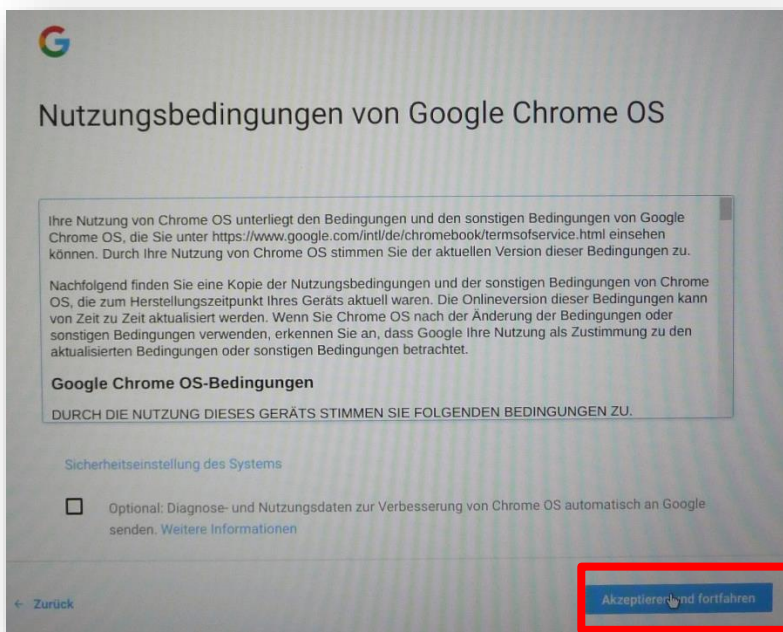 Nutzungsbedingungen von Google Chrome OS
Ihre Nutzung von Chrome OS unterliegt den Bedingungen und den sonstigen Bedingungen von Google
Chrome OS, die Sie unter https://www.google.com/intl/de/chromebook/termsofservice.html einsehen
können. Durch Ihre Nutzung von Chrome OS stimmen Sie der aktuellen Version dieser Bedingungen zu.
Nachfolgend finden Sie eine Kopie der Nutzungsbedingungen und der sonstigen Bedingungen von Chrome
OS, die zum Herstellungszeitpunkt Ihres Geräts aktuell waren. Die Onlineversion dieser Bedingungen kann
von Zeit zu Zeit aktualisiert werden. Wenn Sie Chrome OS nach der Änderung der Bedingungen oder
sonstigen Bedingungen verwenden, erkennen Sie an, dass Google Ihre Nutzung als Zustimmung zu den
aktualisierten Bedingungen oder sonstigen Bedingungen betrachtet.
Google Chrome OS-Bedingungen
DURCH DIE NUTZUNG DIESES GERÄTS STIMMEN SIE FOLGENDEN BEDINGUNGEN ZU.
Sicherheitseinstellung des Systems
Optional: Diagnose- und Nutzungsdaten zur Verbesserung von Chrome OS automatisch an Google
senden. Weitere Informationen
← Zurück
Akzeptieren und fortfahren